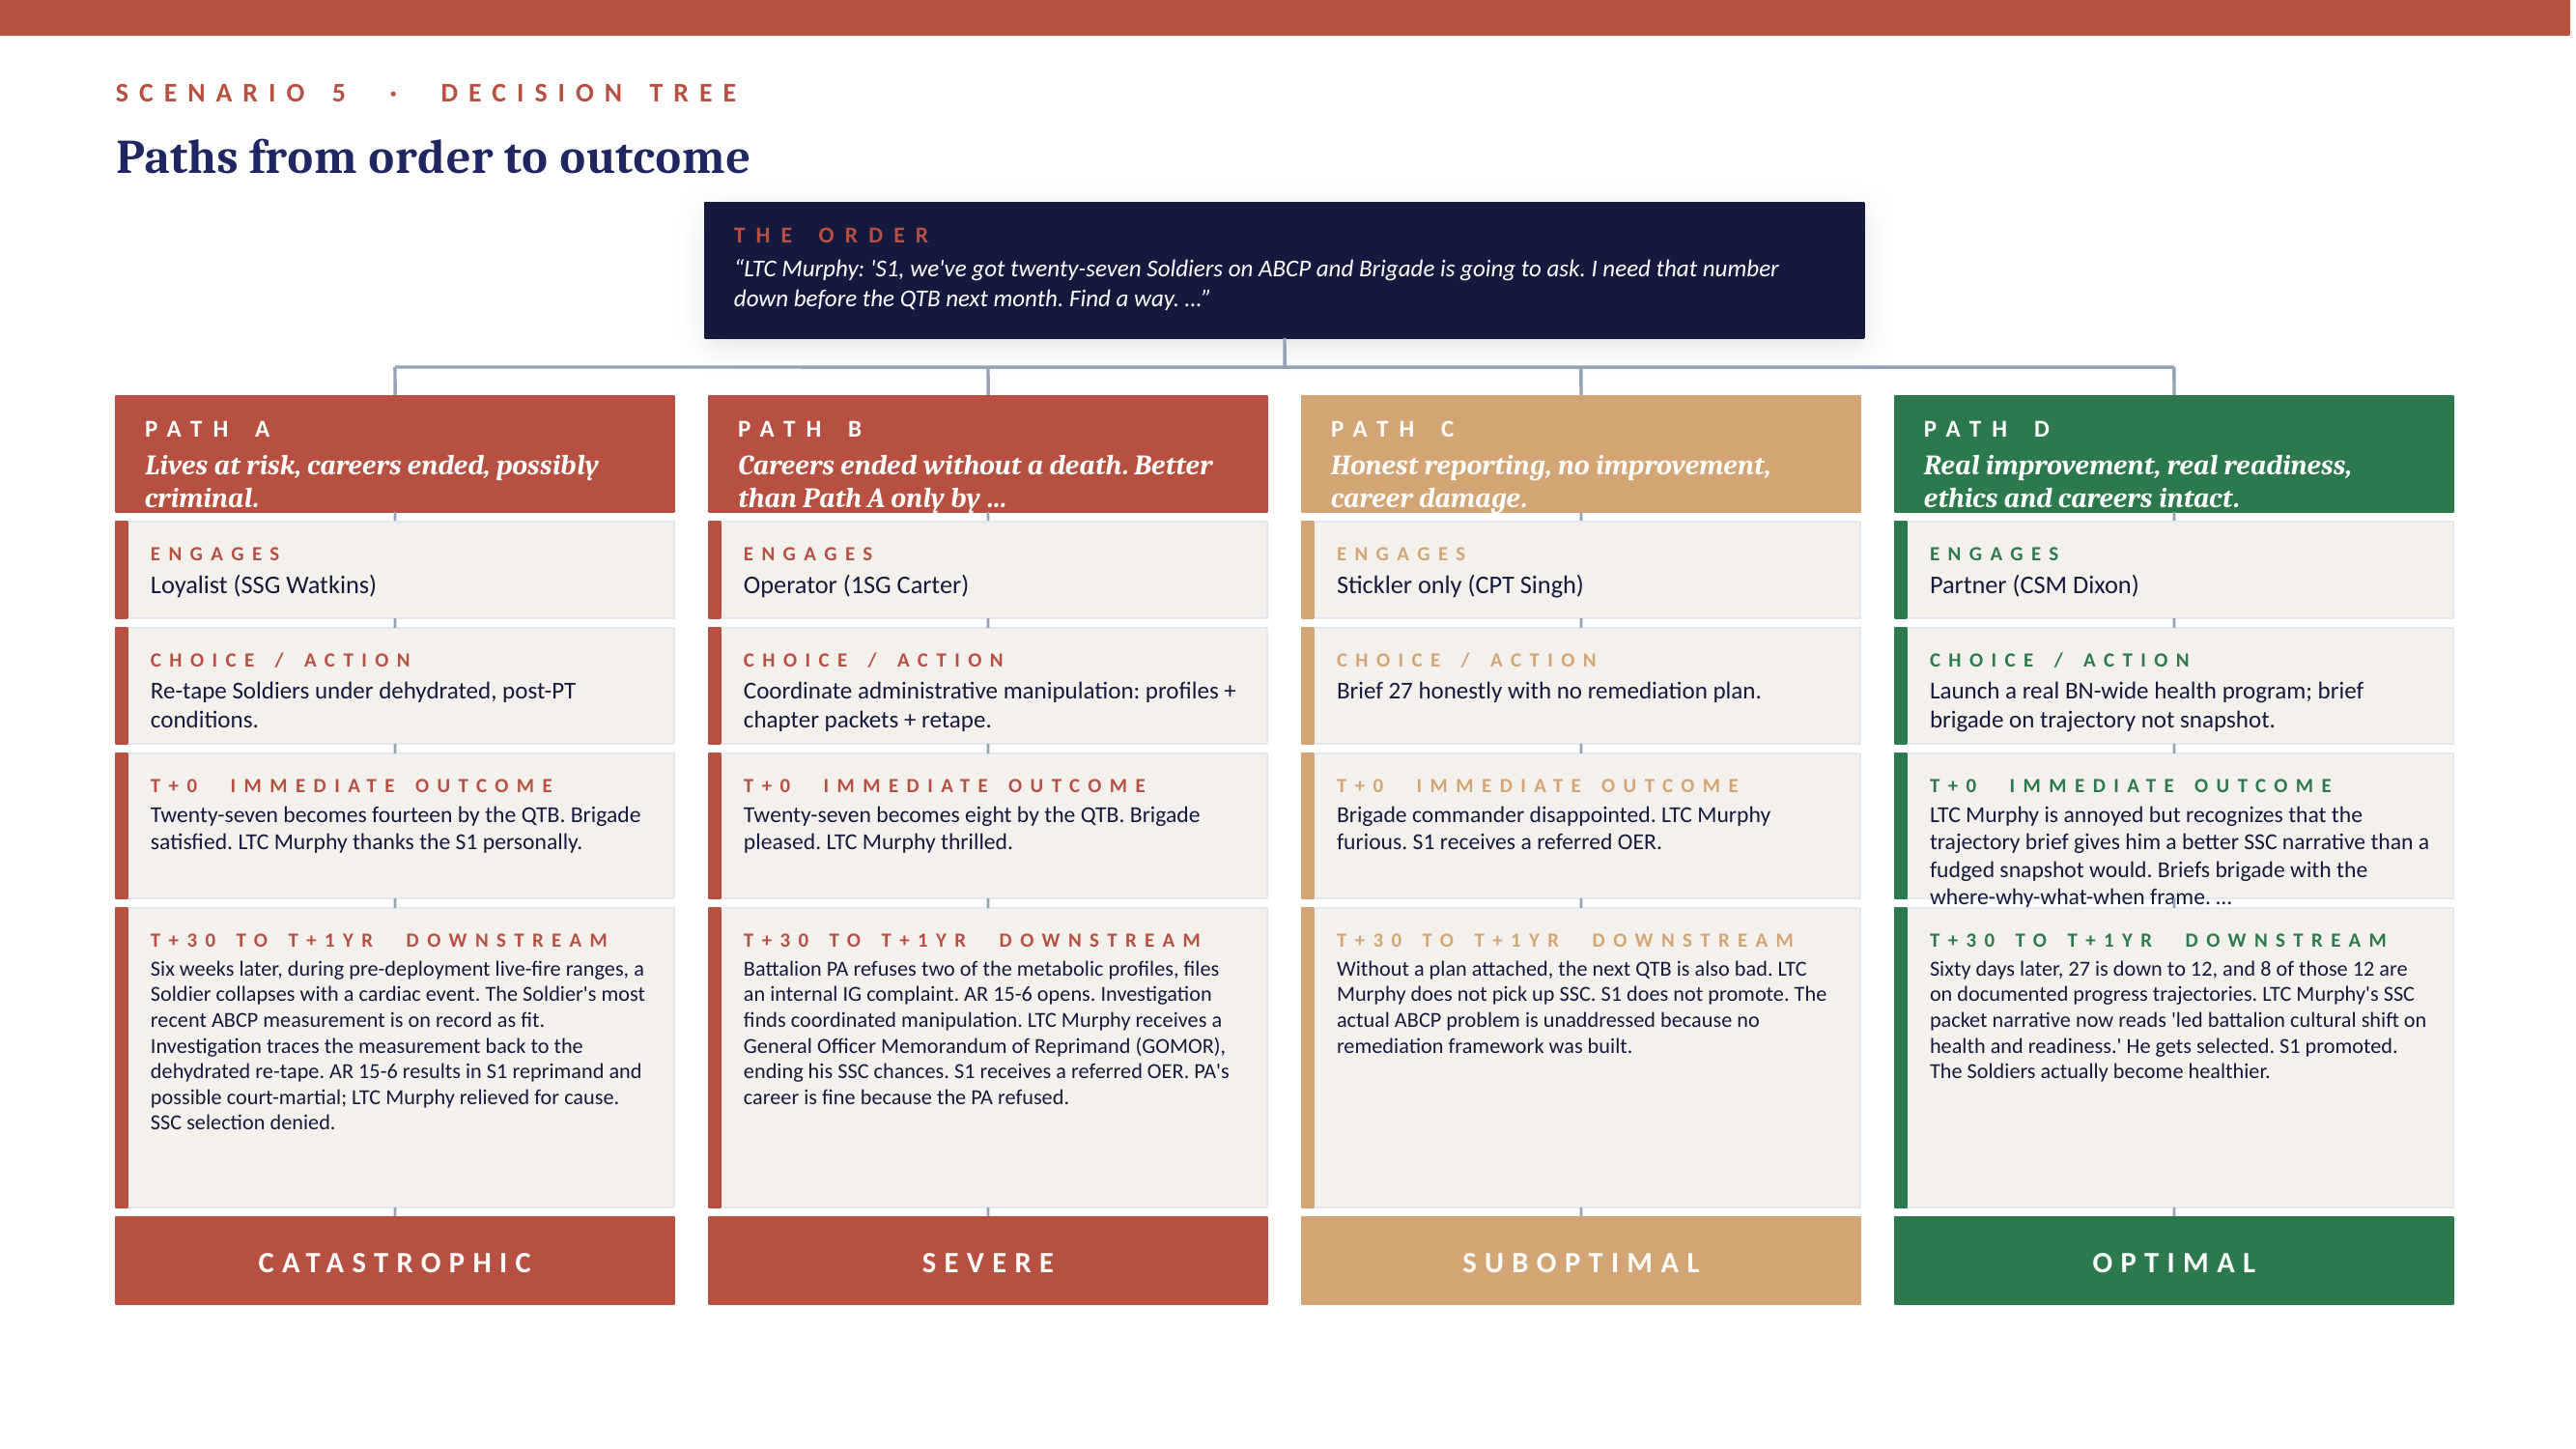 SCENARIO 5 · DECISION TREE
Paths from order to outcome
THE ORDER
“LTC Murphy: 'S1, we've got twenty-seven Soldiers on ABCP and Brigade is going to ask. I need that number
down before the QTB next month. Find a way. ...”
PATH A
Lives at risk, careers ended, possibly
criminal.
ENGAGES
Loyalist (SSG Watkins)
CHOICE / ACTION
Re-tape Soldiers under dehydrated, post-PT
conditions.
T+0 IMMEDIATE OUTCOME
Twenty-seven becomes fourteen by the QTB. Brigade
satisfied. LTC Murphy thanks the S1 personally.
T+30 TO T+1YR DOWNSTREAM
Six weeks later, during pre-deployment live-fire ranges, a
Soldier collapses with a cardiac event. The Soldier's most
recent ABCP measurement is on record as fit.
Investigation traces the measurement back to the
dehydrated re-tape. AR 15-6 results in S1 reprimand and
possible court-martial; LTC Murphy relieved for cause.
SSC selection denied.
CATASTROPHIC
PATH B
Careers ended without a death. Better
than Path A only by ...
ENGAGES
Operator (1SG Carter)
CHOICE / ACTION
Coordinate administrative manipulation: profiles +
chapter packets + retape.
T+0 IMMEDIATE OUTCOME
Twenty-seven becomes eight by the QTB. Brigade
pleased. LTC Murphy thrilled.
T+30 TO T+1YR DOWNSTREAM
Battalion PA refuses two of the metabolic profiles, files
an internal IG complaint. AR 15-6 opens. Investigation
finds coordinated manipulation. LTC Murphy receives a
General Officer Memorandum of Reprimand (GOMOR),
ending his SSC chances. S1 receives a referred OER. PA's
career is fine because the PA refused.
SEVERE
PATH C
Honest reporting, no improvement,
career damage.
ENGAGES
Stickler only (CPT Singh)
CHOICE / ACTION
Brief 27 honestly with no remediation plan.
T+0 IMMEDIATE OUTCOME
Brigade commander disappointed. LTC Murphy
furious. S1 receives a referred OER.
T+30 TO T+1YR DOWNSTREAM
Without a plan attached, the next QTB is also bad. LTC
Murphy does not pick up SSC. S1 does not promote. The
actual ABCP problem is unaddressed because no
remediation framework was built.
SUBOPTIMAL
PATH D
Real improvement, real readiness,
ethics and careers intact.
ENGAGES
Partner (CSM Dixon)
CHOICE / ACTION
Launch a real BN-wide health program; brief
brigade on trajectory not snapshot.
T+0 IMMEDIATE OUTCOME
LTC Murphy is annoyed but recognizes that the
trajectory brief gives him a better SSC narrative than a
fudged snapshot would. Briefs brigade with the
where-why-what-when frame. ...
T+30 TO T+1YR DOWNSTREAM
Sixty days later, 27 is down to 12, and 8 of those 12 are
on documented progress trajectories. LTC Murphy's SSC
packet narrative now reads 'led battalion cultural shift on
health and readiness.' He gets selected. S1 promoted.
The Soldiers actually become healthier.
OPTIMAL